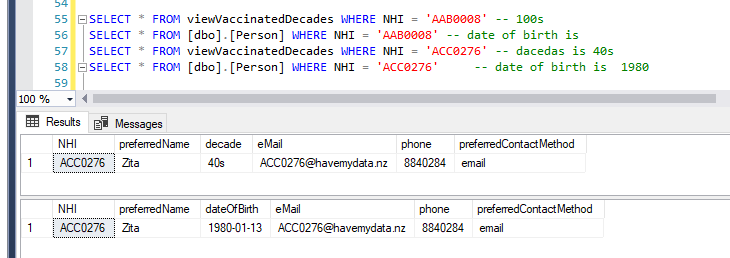 54
55 SELECT * FROM viewVaccinatedDecades WHERE NHI = 'AAB0008' -- 100s
56 SELECT * FROM [dbo].[Person] WHERE NHI = 'AAB0008' -- date of birth is
57 SELECT * FROM viewVaccinatedDecades WHERE NHI = 'ACC0276' -- dacedas is 40s
58 SELECT * FROM [dbo].[Person] WHERE NHI = 'ACC0276' -- date of birth is 1980
59
100 %
Results Messages
NHI preferredName decade eMail phone preferredContactMethod
1 ACC0276 Zita 40s ACC0276@havemydata.nz 8840284 email
NHI preferredName dateOfBirth eMail phone preferredContactMethod
1 ACC0276 Zita 1980-01-13 ACC0276@havemydata.nz 8840284 email